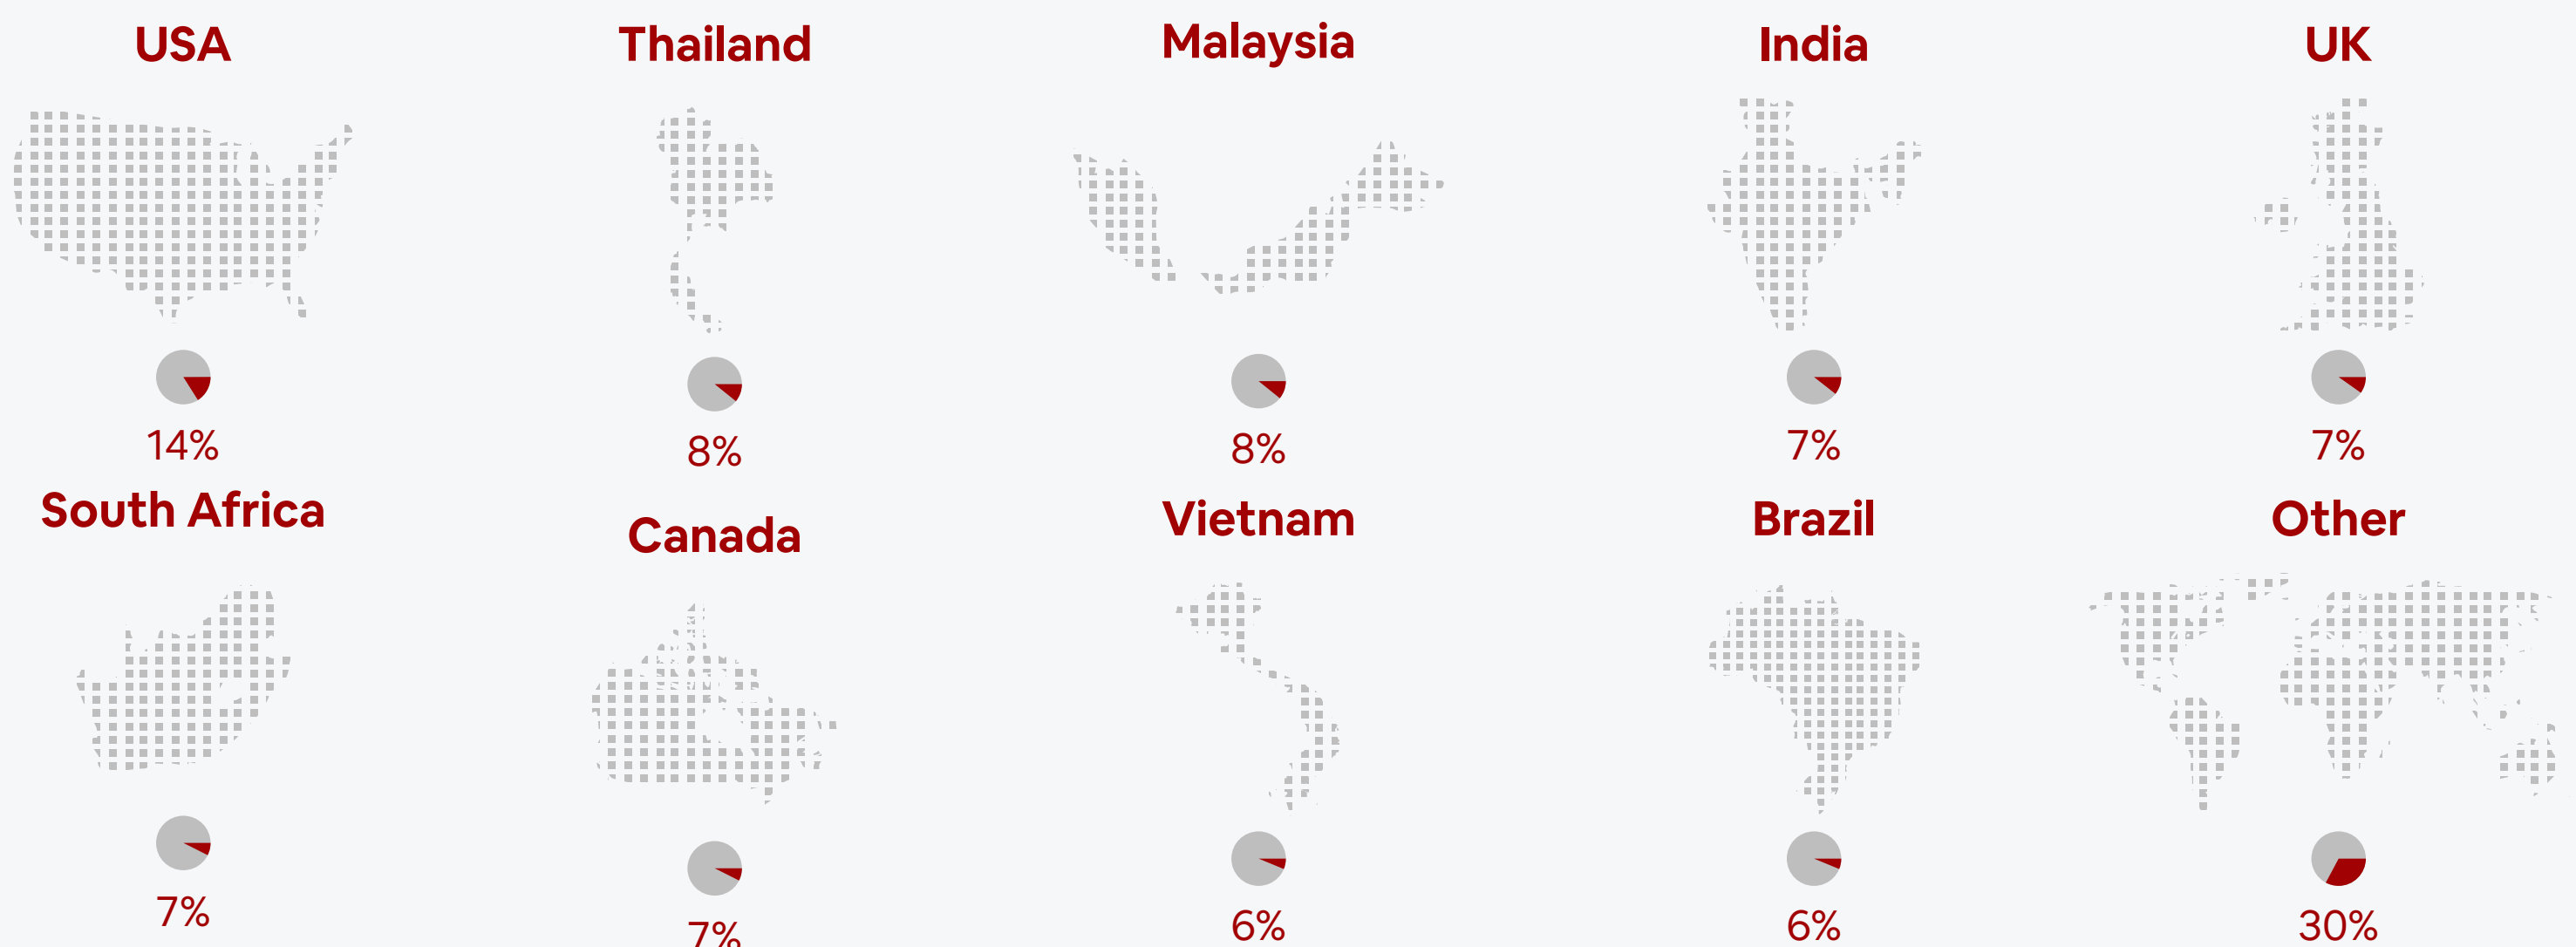 USA
14%
Thailand
8%
Malaysia
8%
India
7%
UK
7%
South Africa
7%
Canada
7%
Vietnam
6%
Brazil
6%
Other
30%